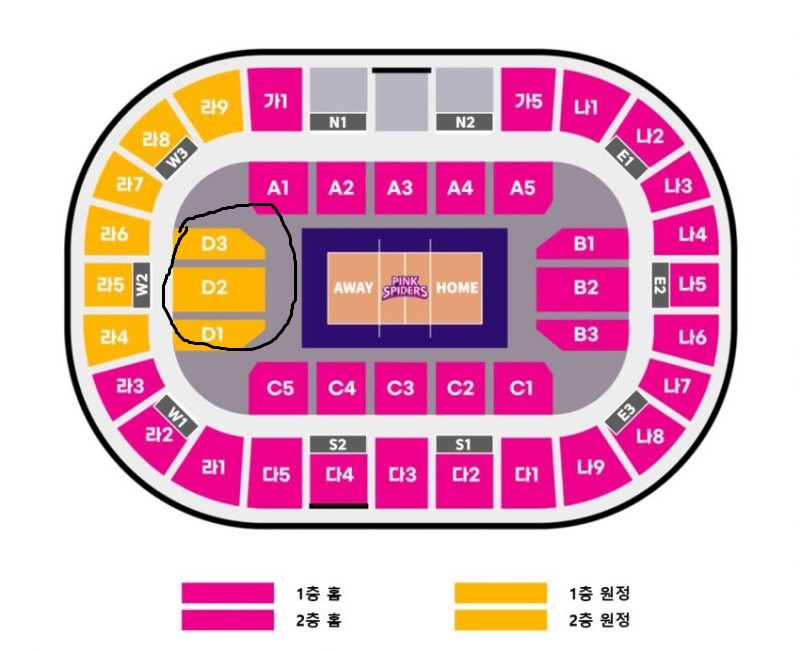 라9 가1 가5 나1
N1 N2
라8 나2
W3 E1
라7 A1 A2 A3 A4 A5 나3
라6 D3 B1 나4
라5 W2 D2 AWAY PINK SPIDERS HOME B2 E2 나5
라4 D1 B3 나6
라3 C5 C4 C3 C2 C1 나7
W1 E3
라2 S2 S1 나8
라1 다5 다4 다3 다2 다1 나9
1층 홈 1층 원정
2층 홈 2층 원정